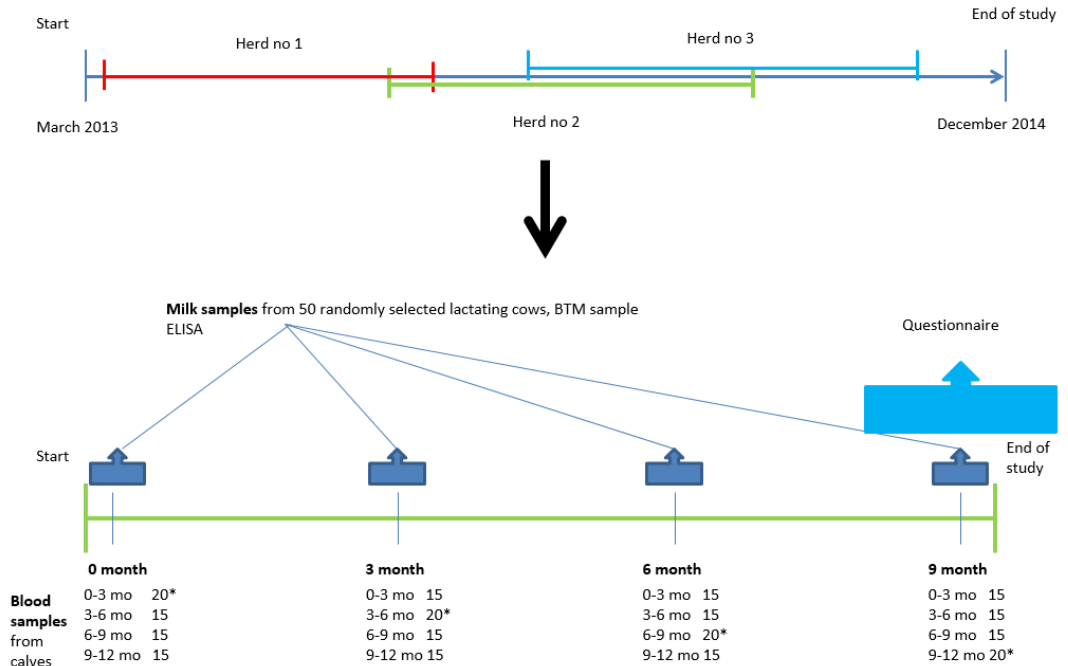 Start
End of study
Herd no 1
Herd no 3
March 2013
Herd no 2
December 2014
Milk samples from 50 randomly selected lactating cows, BTM sample
ELISA
Questionnaire
Start
End of
study
0 month
3 month
6 month
9 month
Blood
samples
from
calves
0-3 mo 20*
3-6 mo 15
6-9 mo 15
9-12 mo 15
0-3 mo 15
3-6 mo 20*
6-9 mo 15
9-12 mo 15
0-3 mo 15
3-6 mo 15
6-9 mo 20*
9-12 mo 15
0-3 mo 15
3-6 mo 15
6-9 mo 15
9-12 mo 20*